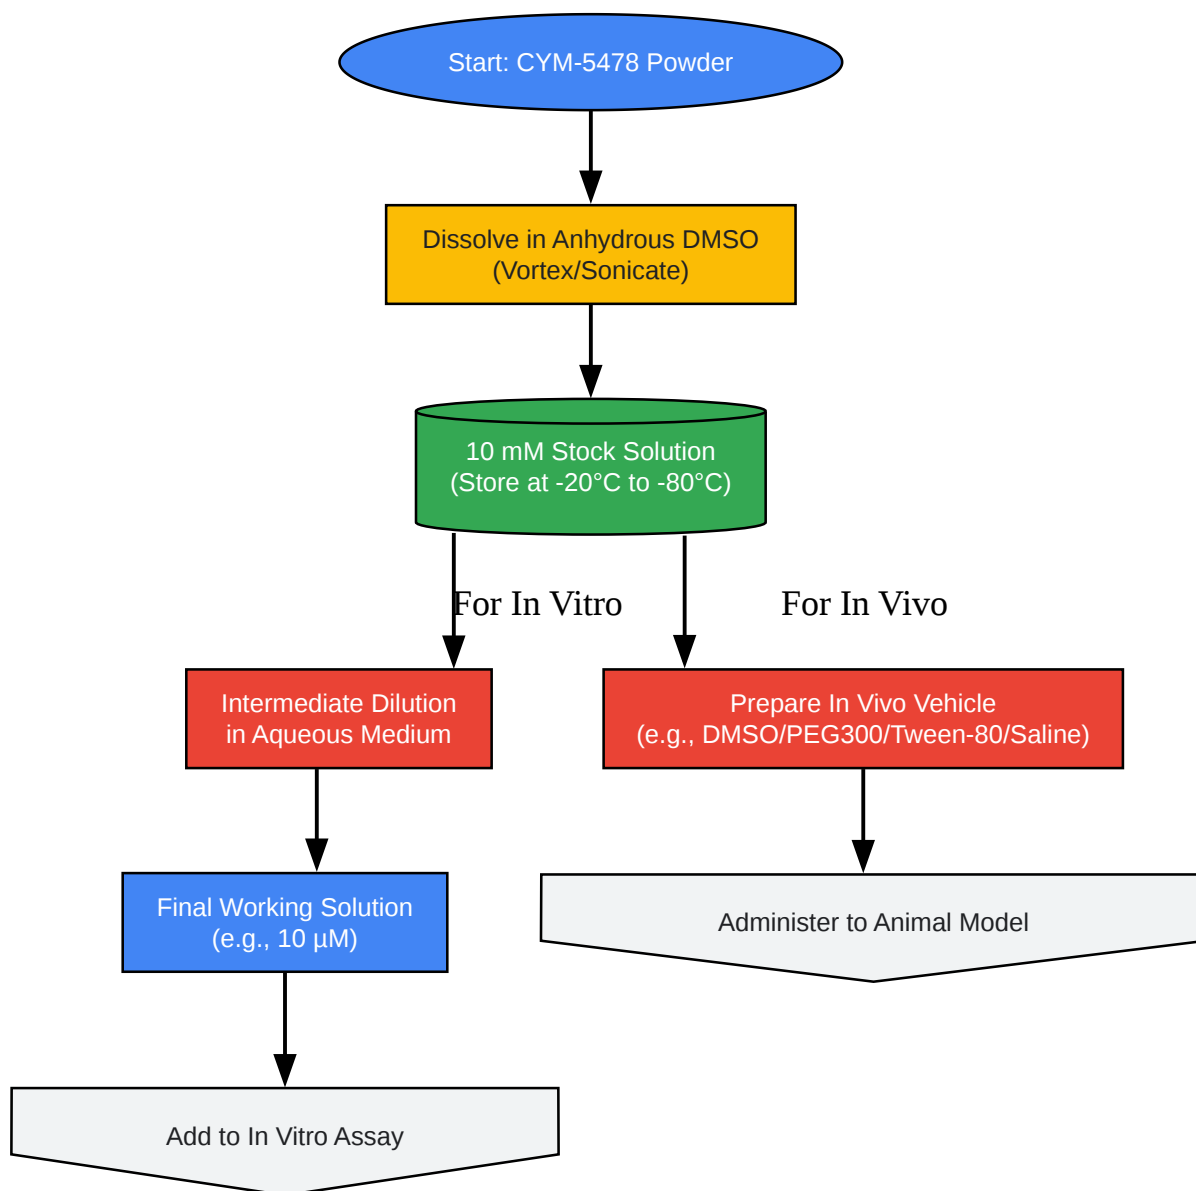 Start: CYM-5478 Powder
Dissolve in Anhydrous DMSO
(Vortex/Sonicate)
10 mM Stock Solution
(Store at -20°C to -80°C)
For In Vitro
For In Vivo
Intermediate Dilution
in Aqueous Medium
Prepare In Vivo Vehicle
(e.g., DMSO/PEG300/Tween-80/Saline)
Final Working Solution
(e.g., 10 µM)
Administer to Animal Model
Add to In Vitro Assay